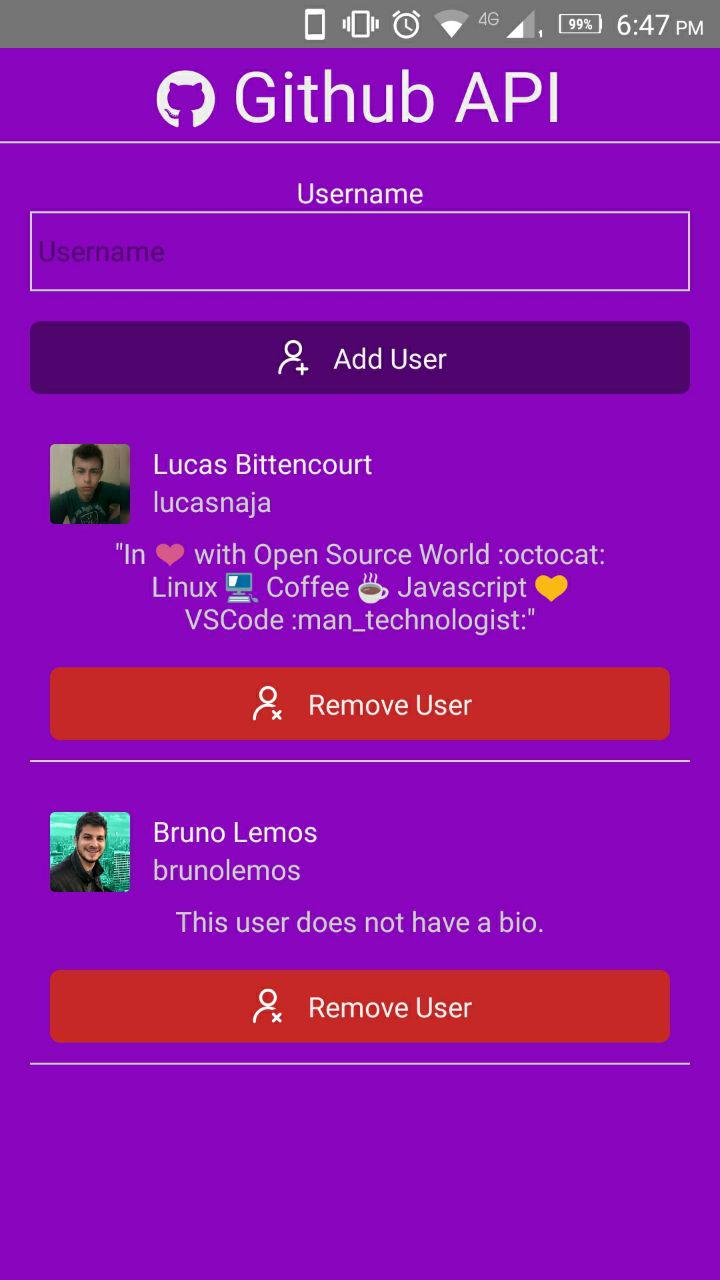 4G 99% 6:47 PM
Github API
Username
Username
Add User
Lucas Bittencourt
lucasnaja
"In ❤️ with Open Source World :octocat:
Linux 💻 Coffee ☕ Javascript 💛
VSCode :man_technologist:"
Remove User
Bruno Lemos
brunolemos
This user does not have a bio.
Remove User